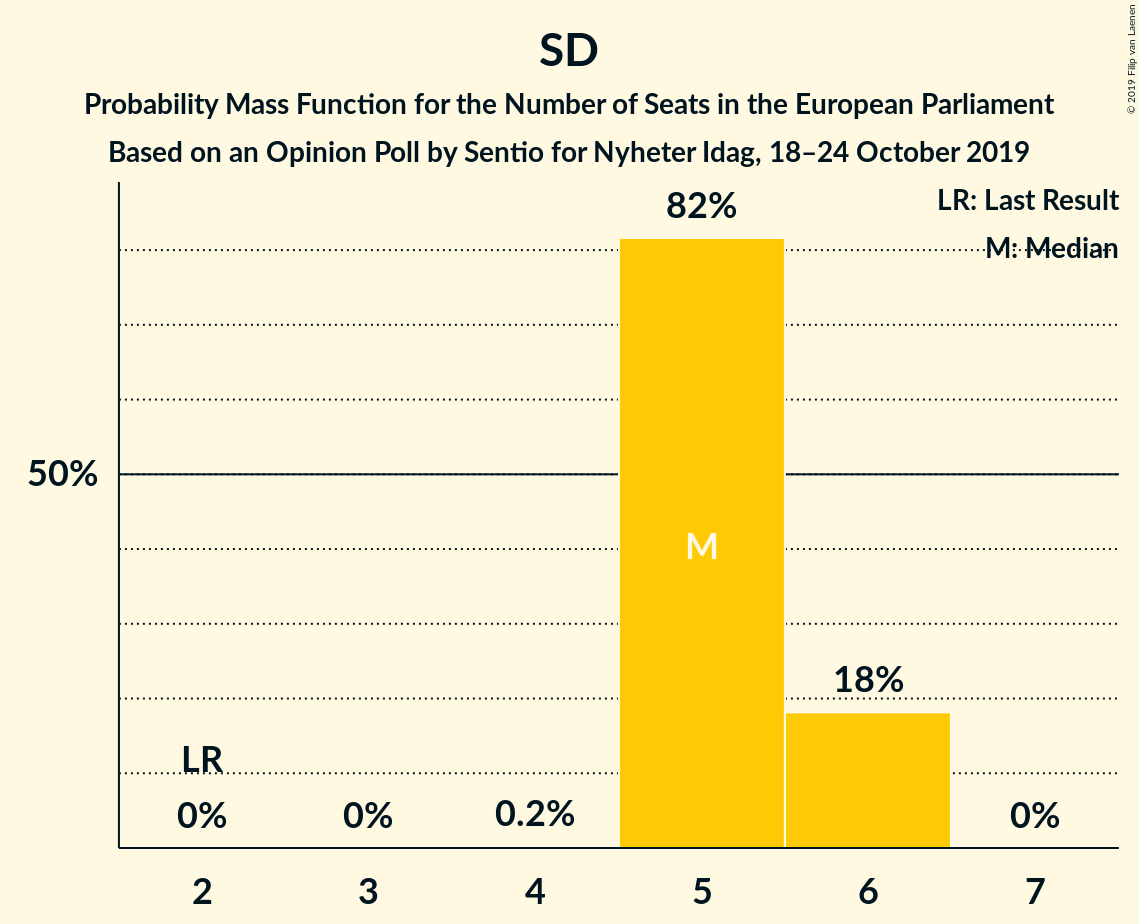 SD
Probability Mass Function for the Number of Seats in the European Parliament
Based on an Opinion Poll by Sentio for Nyheter Idag, 18–24 October 2019
© 2019 Filip van Laenen
LR: Last Result
M: Median
82%
50%
M
18%
LR
0%
0%
0.2%
0%
2
3
4
5
6
7